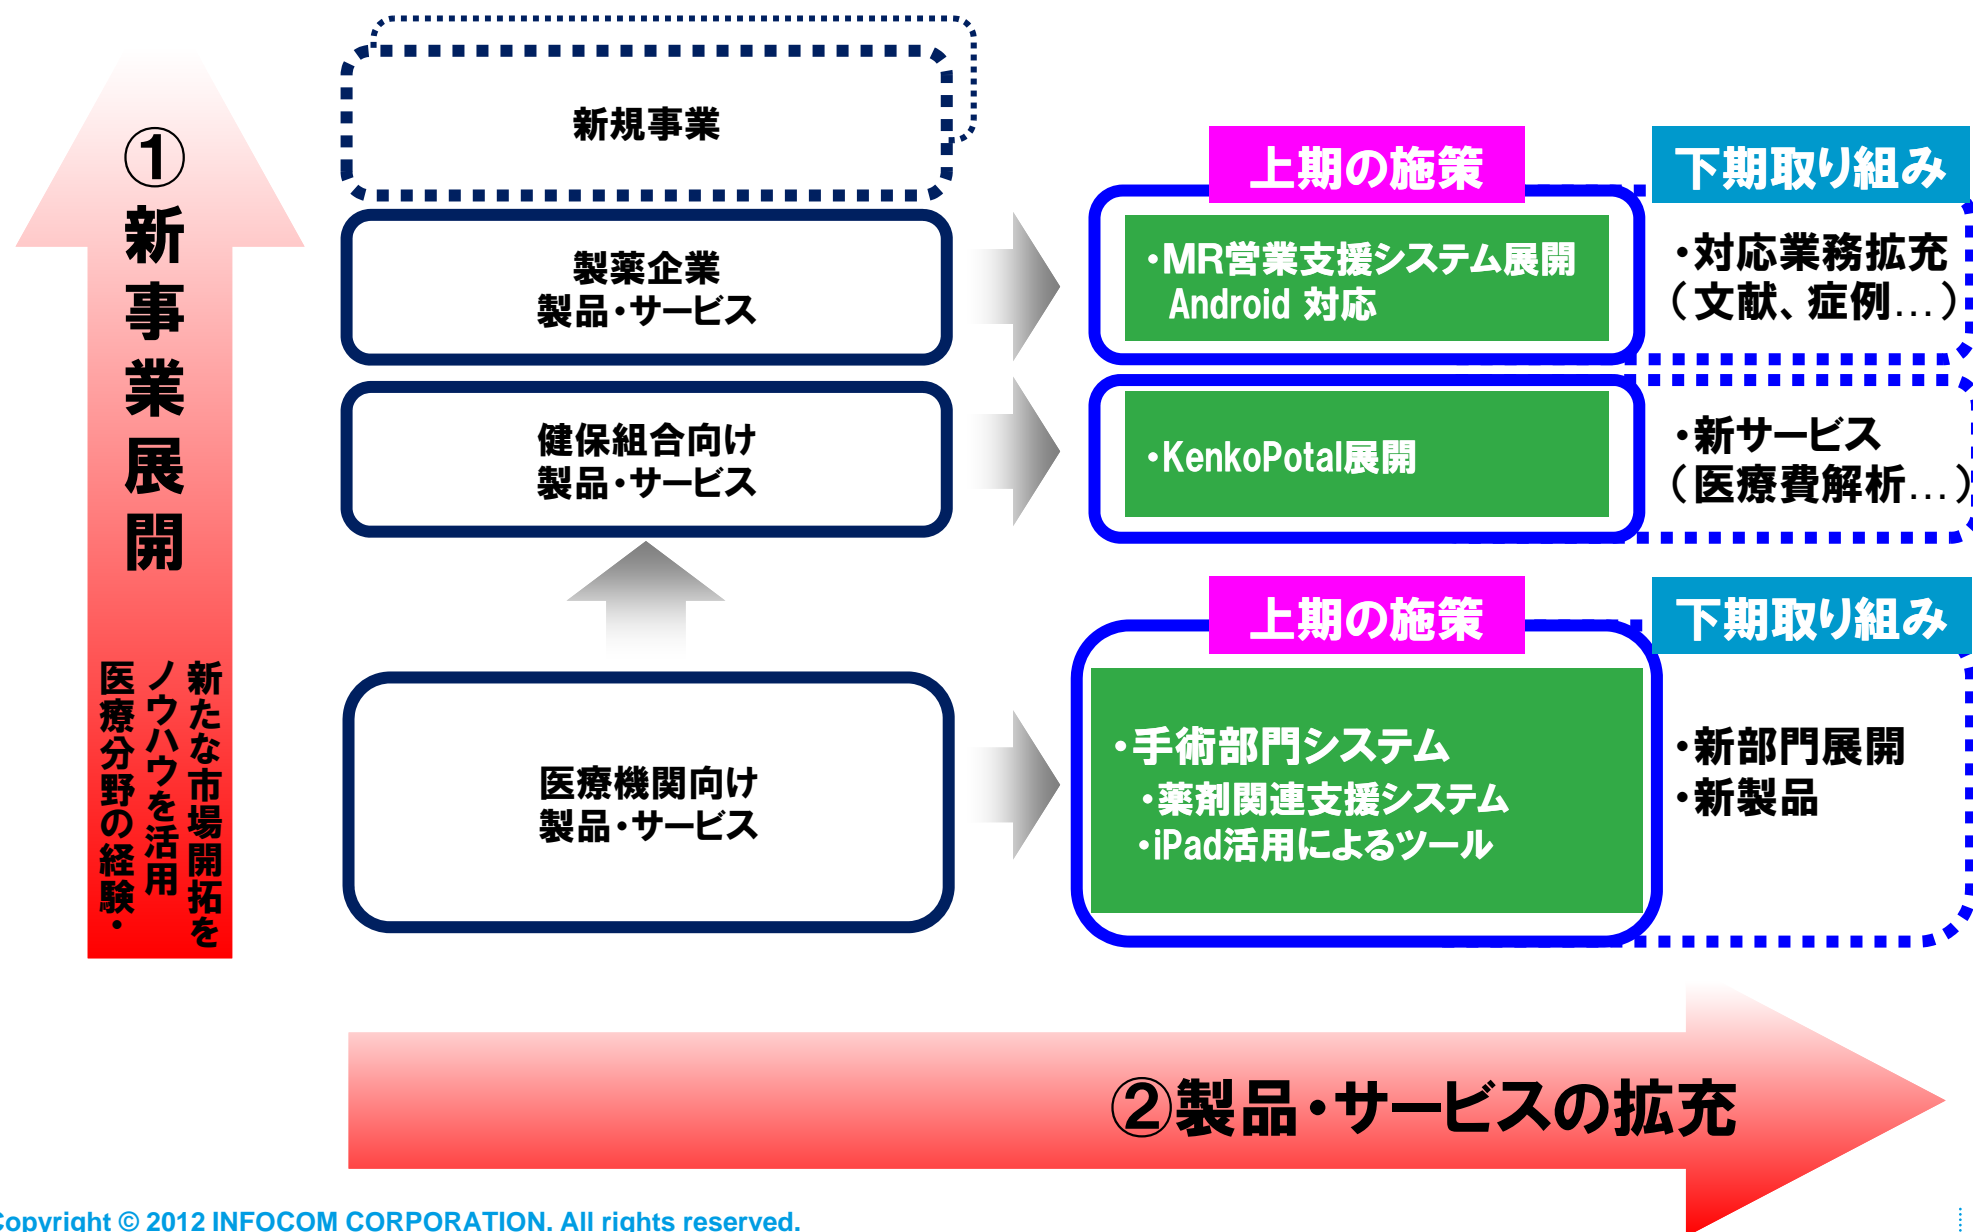 ①新事業展開
新たな市場開拓を
ノウハウを活用
医療分野の経験・
新規事業
製薬企業
製品・サービス
健保組合向け
製品・サービス
医療機関向け
製品・サービス
上期の施策
下期取り組み
・MR営業支援システム展開
Android 対応
・対応業務拡充
（文献、症例…）
・KenkoPotal展開
・新サービス
（医療費解析…）
上期の施策
下期取り組み
・手術部門システム
・薬剤関連支援システム
・iPad活用によるツール
・新部門展開
・新製品
②製品・サービスの拡充
Copyright © 2012 INFOCOM CORPORATION. All rights reserved.